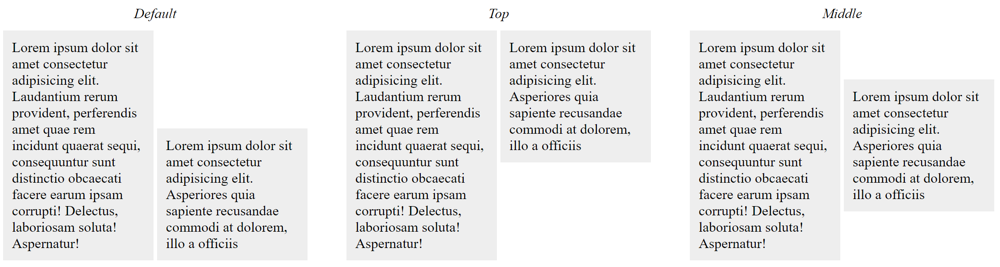 Default
Lorem ipsum dolor sit
amet consectetur
adipisicing elit.
Laudantium rerum
provident, perferendis
amet quae rem
incidunt quaerat sequi,
consequuntur sunt
distinctio obcaecati
facere earum ipsam
corrupti! Delectus,
laboriosam soluta!
Aspernatur!
Lorem ipsum dolor sit
amet consectetur
adipisicing elit.
Asperiores quia
sapiente recusandae
commodi at dolorem,
illo a officiis
Top
Lorem ipsum dolor sit
amet consectetur
adipisicing elit.
Laudantium rerum
provident, perferendis
amet quae rem
incidunt quaerat sequi,
consequuntur sunt
distinctio obcaecati
facere earum ipsam
corrupti! Delectus,
laboriosam soluta!
Aspernatur!
Lorem ipsum dolor sit
amet consectetur
adipisicing elit.
Asperiores quia
sapiente recusandae
commodi at dolorem,
illo a officiis
Middle
Lorem ipsum dolor sit
amet consectetur
adipisicing elit.
Laudantium rerum
provident, perferendis
amet quae rem
incidunt quaerat sequi,
consequuntur sunt
distinctio obcaecati
facere earum ipsam
corrupti! Delectus,
laboriosam soluta!
Aspernatur!
Lorem ipsum dolor sit
amet consectetur
adipisicing elit.
Asperiores quia
sapiente recusandae
commodi at dolorem,
illo a officiis